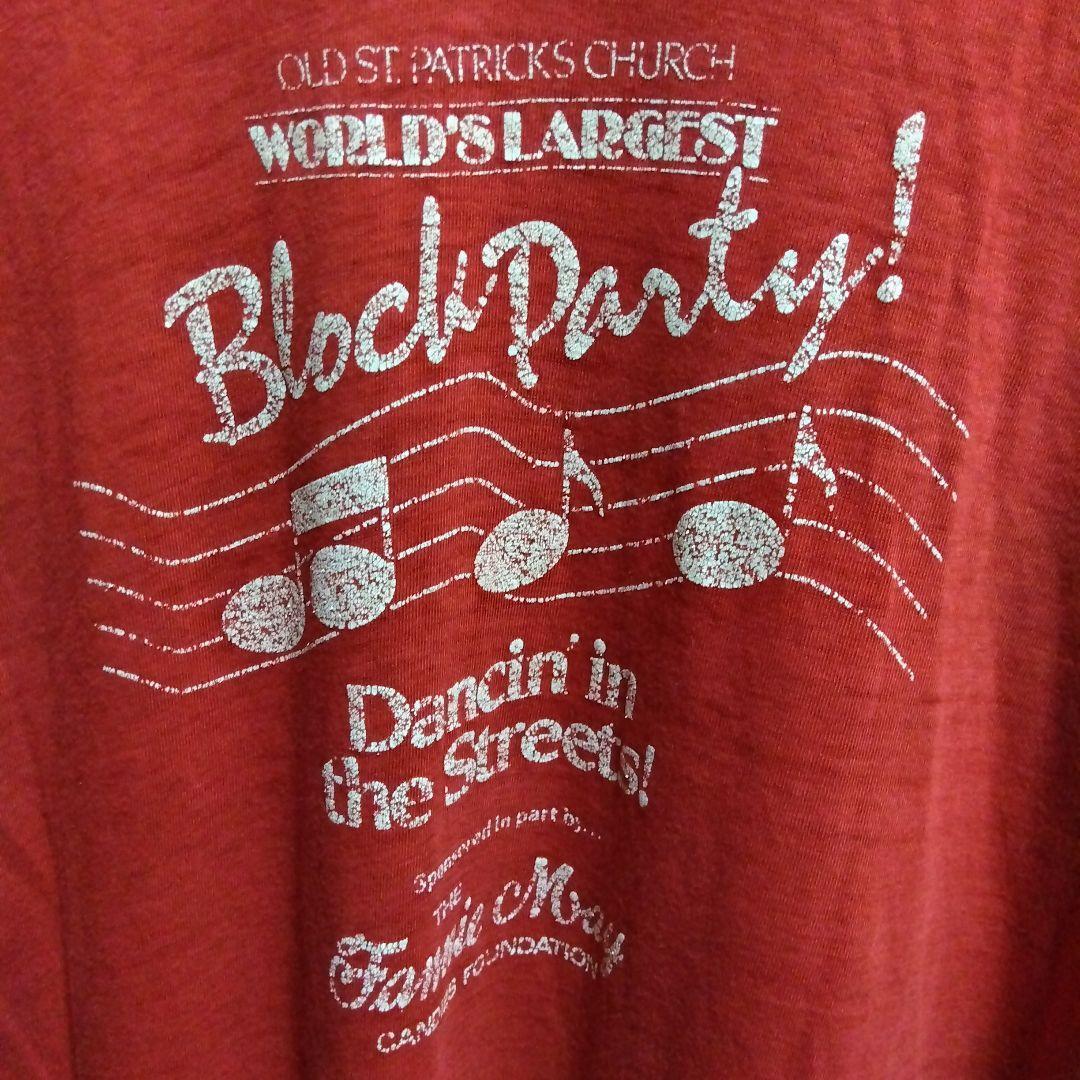 OLD ST. PATRICKS CHURCH
WORLD'S LARGEST
Block Party!
Dancin' in
the Streets!
Sponsored in part by...
THE
Fannie May
CANDIES FOUNDATION